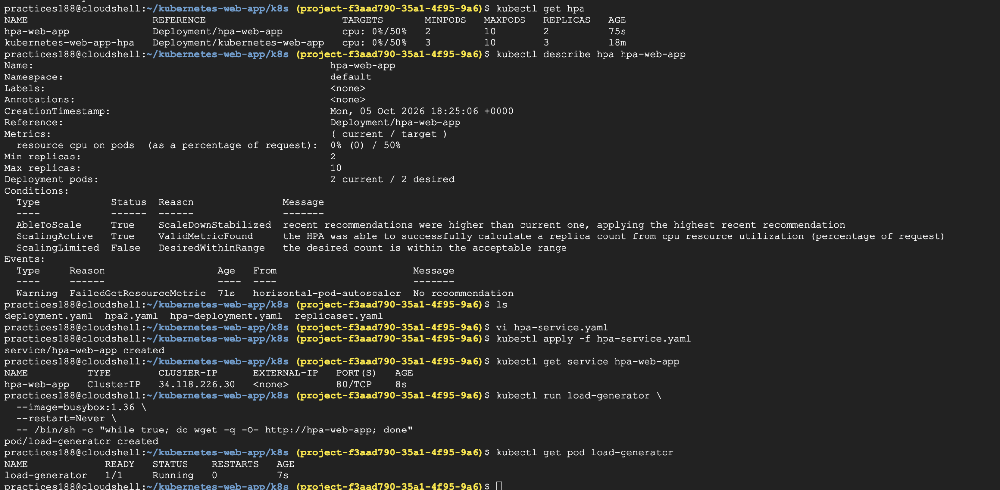 practices188@cloudshell:~/kubernetes-web-app/k8s (project-f3aad790-35a1-4f95-9a6)$ kubectl get hpa
NAME                     REFERENCE                       TARGETS       MINPODS   MAXPODS   REPLICAS   AGE
hpa-web-app              Deployment/hpa-web-app          cpu: 0%/50%   2         10        2          75s
kubernetes-web-app-hpa   Deployment/kubernetes-web-app   cpu: 0%/50%   3         10        3          18m
practices188@cloudshell:~/kubernetes-web-app/k8s (project-f3aad790-35a1-4f95-9a6)$ kubectl describe hpa hpa-web-app
Name:                                                  hpa-web-app
Namespace:                                             default
Labels:                                                <none>
Annotations:                                           <none>
CreationTimestamp:                                     Mon, 05 Oct 2026 18:25:06 +0000
Reference:                                             Deployment/hpa-web-app
Metrics:                                               ( current / target )
  resource cpu on pods  (as a percentage of request):  0% (0) / 50%
Min replicas:                                          2
Max replicas:                                          10
Deployment pods:                                       2 current / 2 desired
Conditions:
  Type            Status  Reason               Message
  ----            ------  ------               -------
  AbleToScale     True    ScaleDownStabilized  recent recommendations were higher than current one, applying the highest recent recommendation
  ScalingActive   True    ValidMetricFound     the HPA was able to successfully calculate a replica count from cpu resource utilization (percentage of request)
  ScalingLimited  False   DesiredWithinRange   the desired count is within the acceptable range
Events:
  Type     Reason                   Age   From                       Message
  ----     ------                   ----  ----                       -------
  Warning  FailedGetResourceMetric  71s   horizontal-pod-autoscaler  No recommendation
practices188@cloudshell:~/kubernetes-web-app/k8s (project-f3aad790-35a1-4f95-9a6)$ ls
deployment.yaml  hpa2.yaml  hpa-deployment.yaml  replicaset.yaml
practices188@cloudshell:~/kubernetes-web-app/k8s (project-f3aad790-35a1-4f95-9a6)$ vi hpa-service.yaml
practices188@cloudshell:~/kubernetes-web-app/k8s (project-f3aad790-35a1-4f95-9a6)$ kubectl apply -f hpa-service.yaml
service/hpa-web-app created
practices188@cloudshell:~/kubernetes-web-app/k8s (project-f3aad790-35a1-4f95-9a6)$ kubectl get service hpa-web-app
NAME          TYPE        CLUSTER-IP      EXTERNAL-IP   PORT(S)   AGE
hpa-web-app   ClusterIP   34.118.226.30   <none>        80/TCP    8s
practices188@cloudshell:~/kubernetes-web-app/k8s (project-f3aad790-35a1-4f95-9a6)$ kubectl run load-generator \
  --image=busybox:1.36 \
  --restart=Never \
  -- /bin/sh -c "while true; do wget -q -O- http://hpa-web-app; done"
pod/load-generator created
practices188@cloudshell:~/kubernetes-web-app/k8s (project-f3aad790-35a1-4f95-9a6)$ kubectl get pod load-generator
NAME             READY   STATUS    RESTARTS   AGE
load-generator   1/1     Running   0          7s
practices188@cloudshell:~/kubernetes-web-app/k8s (project-f3aad790-35a1-4f95-9a6)$